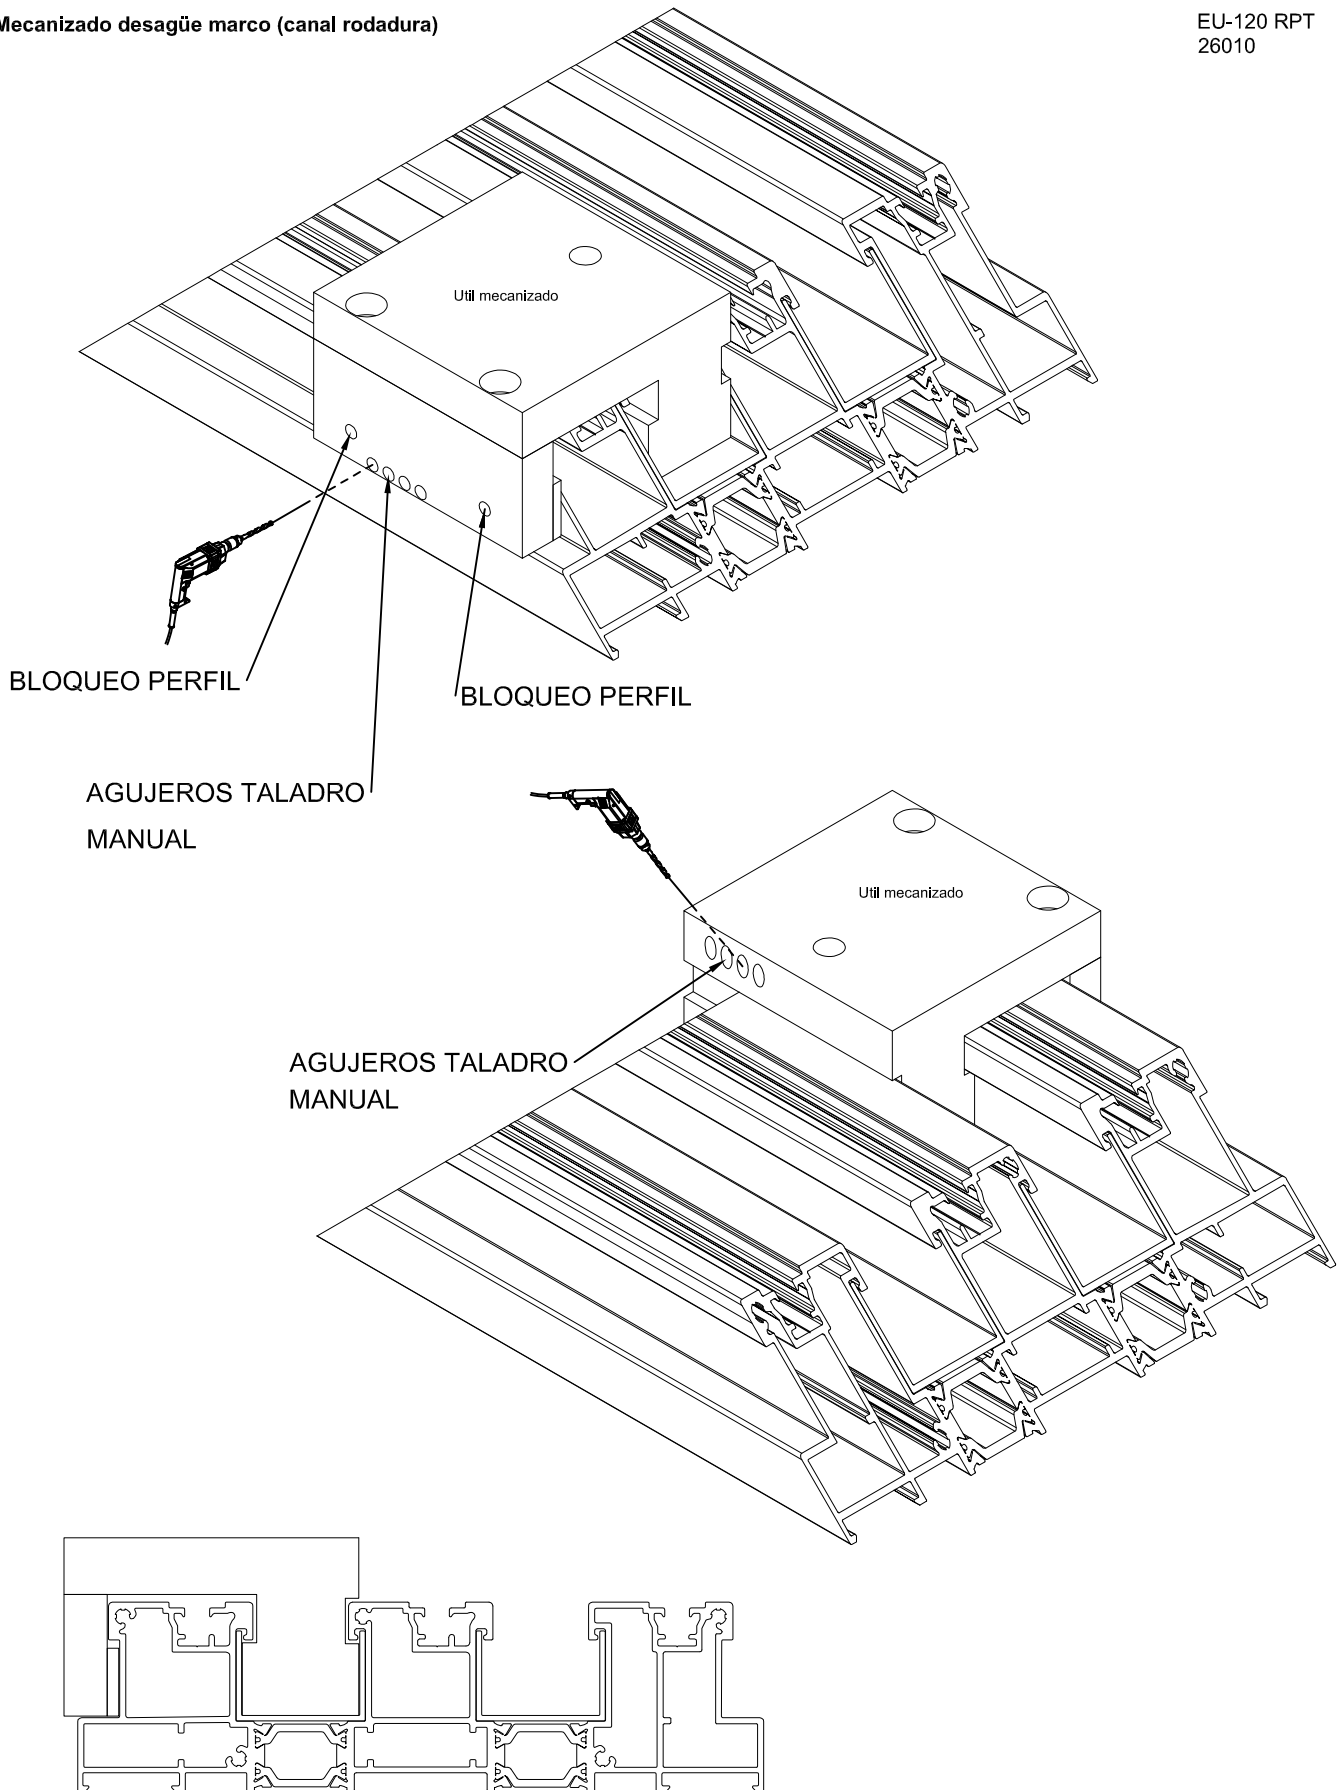 Mecanizado desagüe marco (canal rodadura)
EU-120 RPT
26010
Util mecanizado
BLOQUEO PERFIL
BLOQUEO PERFIL
AGUJEROS TALADRO
MANUAL
Util mecanizado
AGUJEROS TALADRO
MANUAL